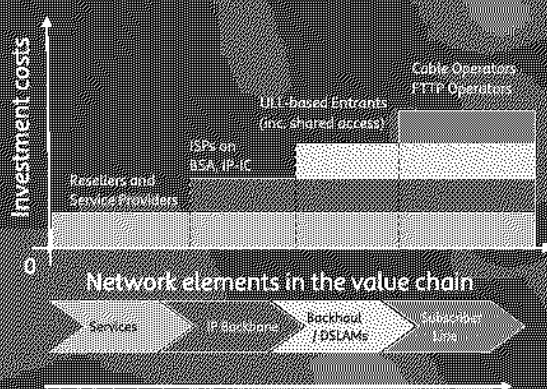 Investment costs
Cable Operators
FTTP Operators
ULL-based Entrants
(inc. shared access)
ISPs on
BSA, IP-IC
Resellers and
Service Providers
0
Network elements in the value chain
Services
IP Backbone
Backhaul
/ DSLAMs
Subscriber
Line